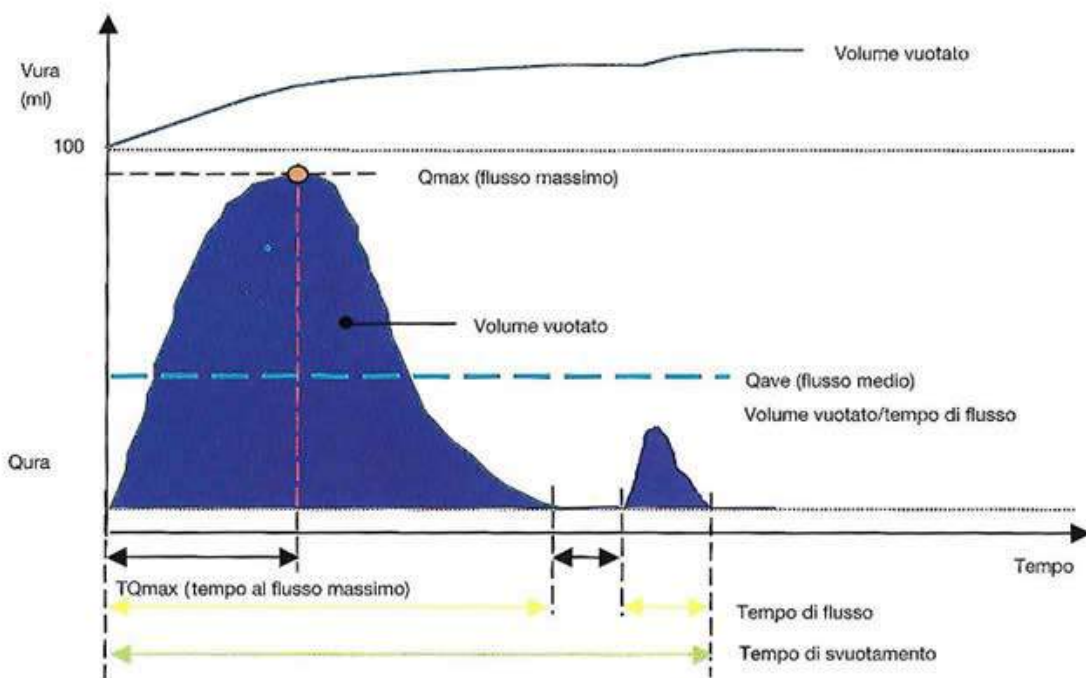 Volume vuotato
Vura
(ml)
100
Qmax (flusso massimo)
Volume vuotato
Qave (flusso medio)
Volume vuotato/tempo di flusso
Qura
Tempo
TQmax (tempo al flusso massimo)
Tempo di flusso
Tempo di svuotamento